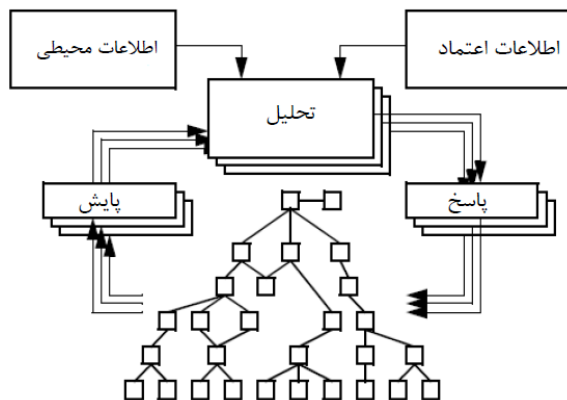 اطلاعات اعتماد
اطلاعات محیطی
تحلیل
پاسخ
پایش